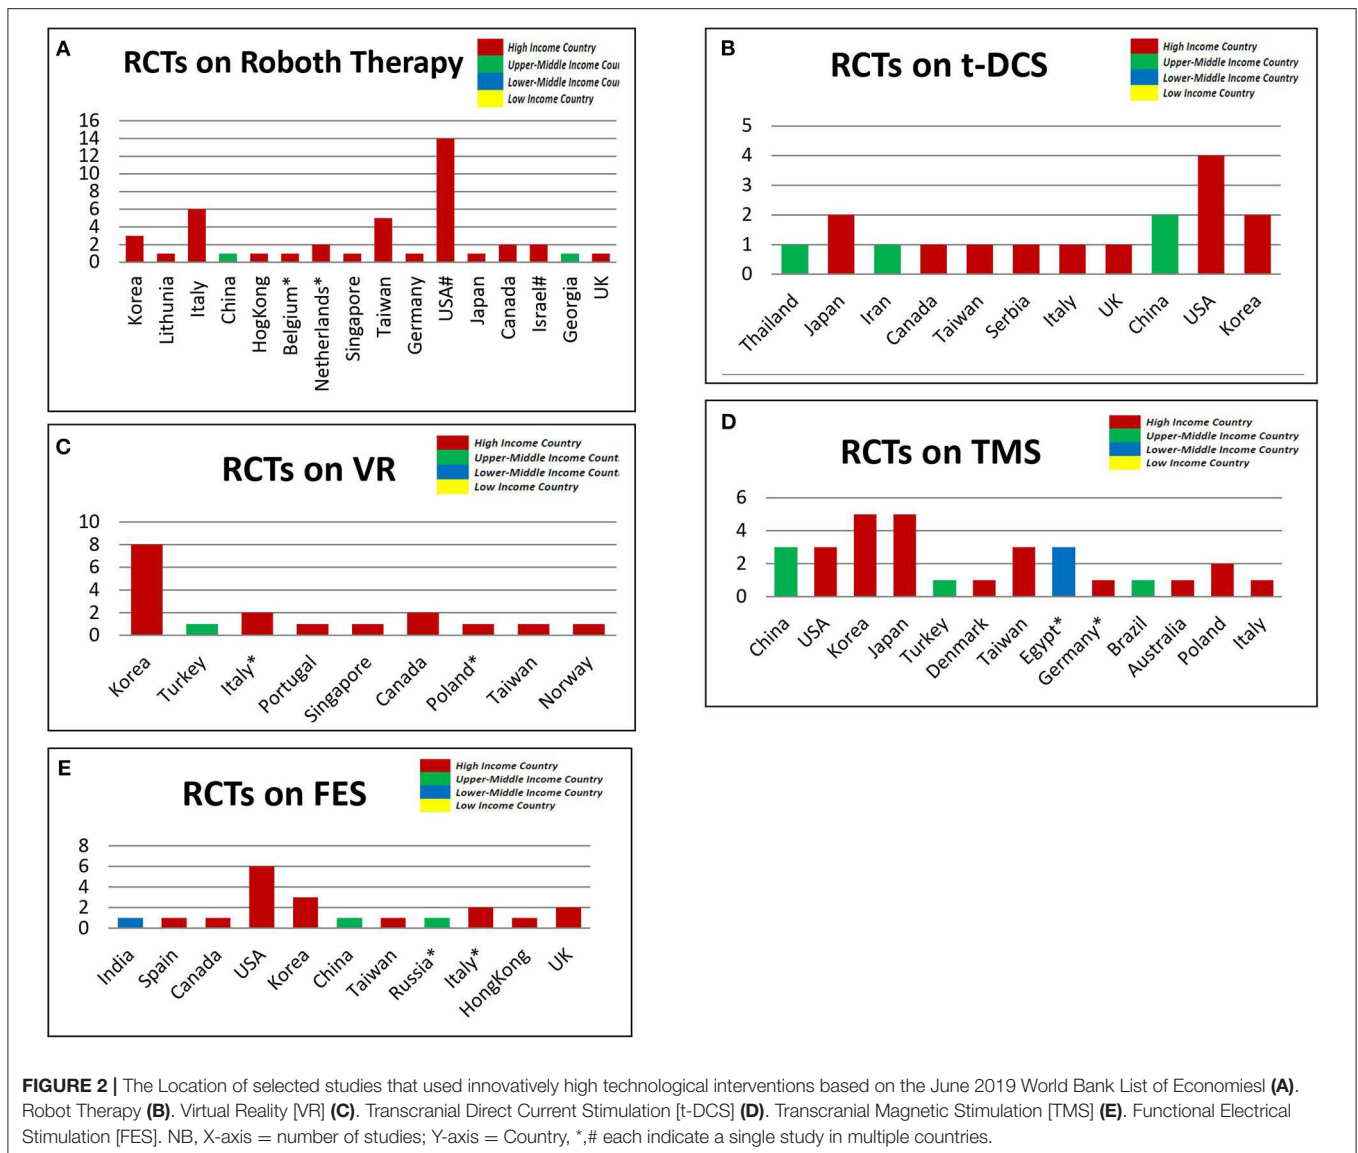 A
RCTs on Roboth Therapy
High Income Country
Upper-Middle Income Cou
Lower-Middle Income Cou
Low Income Country
16
14
12
10
8
6
4
2
0
Korea
Lithunia
Italy
China
HogKong
Belgium*
Netherlands*
Singapore
Taiwan
Germany
USA#
Japan
Canada
Israel#
Georgia
UK
B
RCTs on t-DCS
High Income Country
Upper-Middle Income Country
Lower-Middle Income Country
Low Income Country
5
4
3
2
1
0
Thailand
Japan
Iran
Canada
Taiwan
Serbia
Italy
UK
China
USA
Korea
C
RCTs on VR
High Income Country
Upper-Middle Income Count
Lower-Middle Income Count
Low Income Country
10
8
6
4
2
0
Korea
Turkey
Italy*
Portugal
Singapore
Canada
Poland*
Taiwan
Norway
D
RCTs on TMS
High Income Country
Upper-Middle Income Country
Lower-Middle Income Country
Low Income Country
6
4
2
0
China
USA
Korea
Japan
Turkey
Denmark
Taiwan
Egypt*
Germany*
Brazil
Australia
Poland
Italy
E
RCTs on FES
High Income Country
Upper-Middle Income Country
Lower-Middle Income Country
Low Income Country
8
6
4
2
0
India
Spain
Canada
USA
Korea
China
Taiwan
Russia*
Italy*
HongKong
UK
FIGURE 2 | The Location of selected studies that used innovatively high technological interventions based on the June 2019 World Bank List of Economiesl (A).
Robot Therapy (B). Virtual Reality [VR] (C). Transcranial Direct Current Stimulation [t-DCS] (D). Transcranial Magnetic Stimulation [TMS] (E). Functional Electrical
Stimulation [FES]. NB, X-axis = number of studies; Y-axis = Country, *,# each indicate a single study in multiple countries.